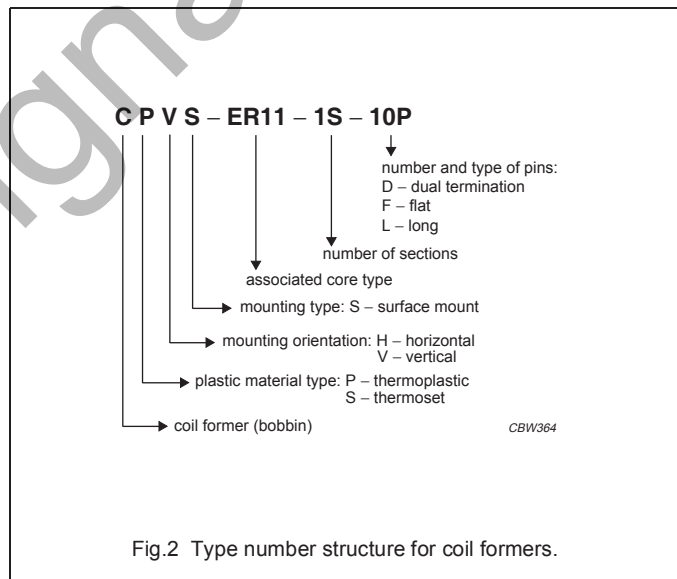 C P V S – ER11 – 1S – 10P
number and type of pins:
D – dual termination
F – flat
L – long
number of sections
associated core type
mounting type: S – surface mount
mounting orientation: H – horizontal
V – vertical
plastic material type: P – thermoplastic
S – thermoset
coil former (bobbin)
CBW364
Fig.2 Type number structure for coil formers.